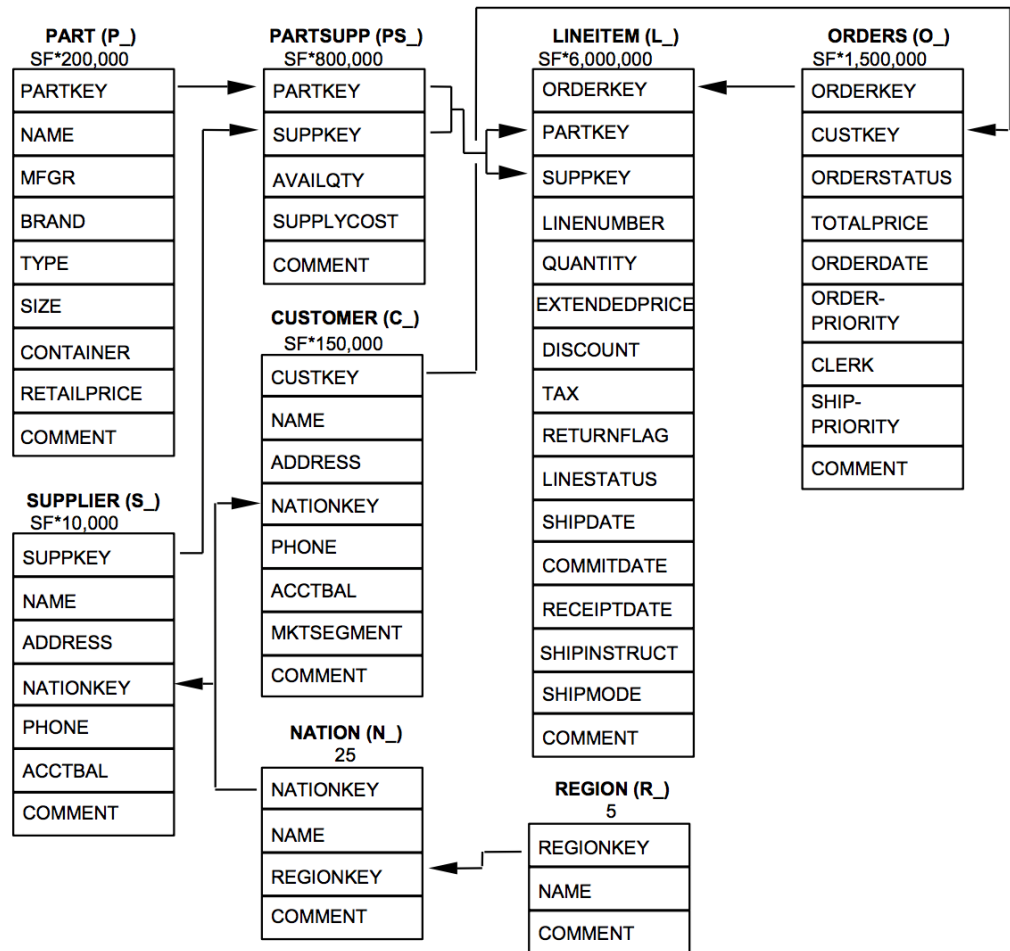 PART (P_)
SF*200,000
PARTKEY
NAME
MFGR
BRAND
TYPE
SIZE
CONTAINER
RETAILPRICE
COMMENT
SUPPLIER (S_)
SF*10,000
SUPPKEY
NAME
ADDRESS
NATIONKEY
PHONE
ACCTBAL
COMMENT
PARTSUPP (PS_)
SF*800,000
PARTKEY
SUPPKEY
AVAILQTY
SUPPLYCOST
COMMENT
CUSTOMER (C_)
SF*150,000
CUSTKEY
NAME
ADDRESS
NATIONKEY
PHONE
ACCTBAL
MKTSEGMENT
COMMENT
NATION (N_)
25
NATIONKEY
NAME
REGIONKEY
COMMENT
LINEITEM (L_)
SF*6,000,000
ORDERKEY
PARTKEY
SUPPKEY
LINENUMBER
QUANTITY
EXTENDEDPRICE
DISCOUNT
TAX
RETURNFLAG
LINESTATUS
SHIPDATE
COMMITDATE
RECEIPTDATE
SHIPINSTRUCT
SHIPMODE
COMMENT
REGION (R_)
5
REGIONKEY
NAME
COMMENT
ORDERS (O_)
SF*1,500,000
ORDERKEY
CUSTKEY
ORDERSTATUS
TOTALPRICE
ORDERDATE
ORDER-
PRIORITY
CLERK
SHIP-
PRIORITY
COMMENT